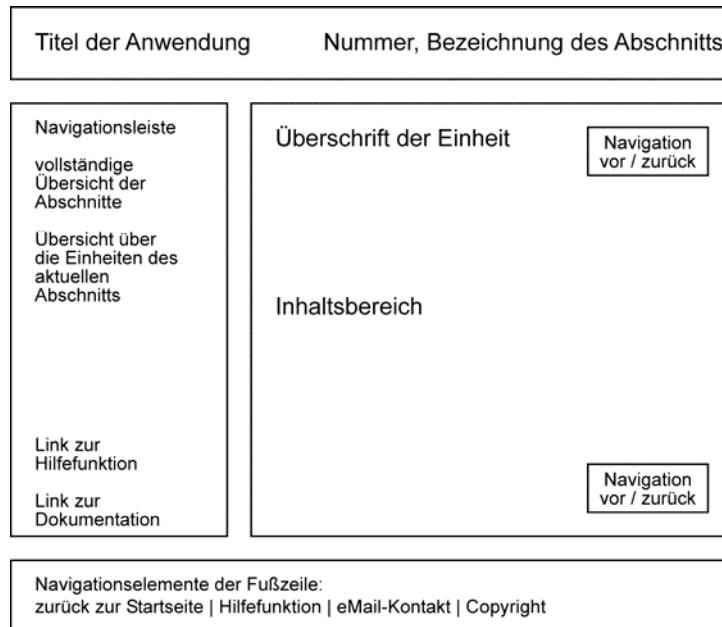 Titel der Anwendung
Nummer, Bezeichnung des Abschnitts
Navigationsleiste
vollständige
Übersicht der
Abschnitte
Übersicht über
die Einheiten des
aktuellen
Abschnitts
Link zur
Hilfefunktion
Link zur
Dokumentation
Überschrift der Einheit
Navigation
vor / zurück
Inhaltsbereich
Navigation
vor / zurück
Navigationselemente der Fußzeile:
zurück zur Startseite | Hilfefunktion | eMail-Kontakt | Copyright